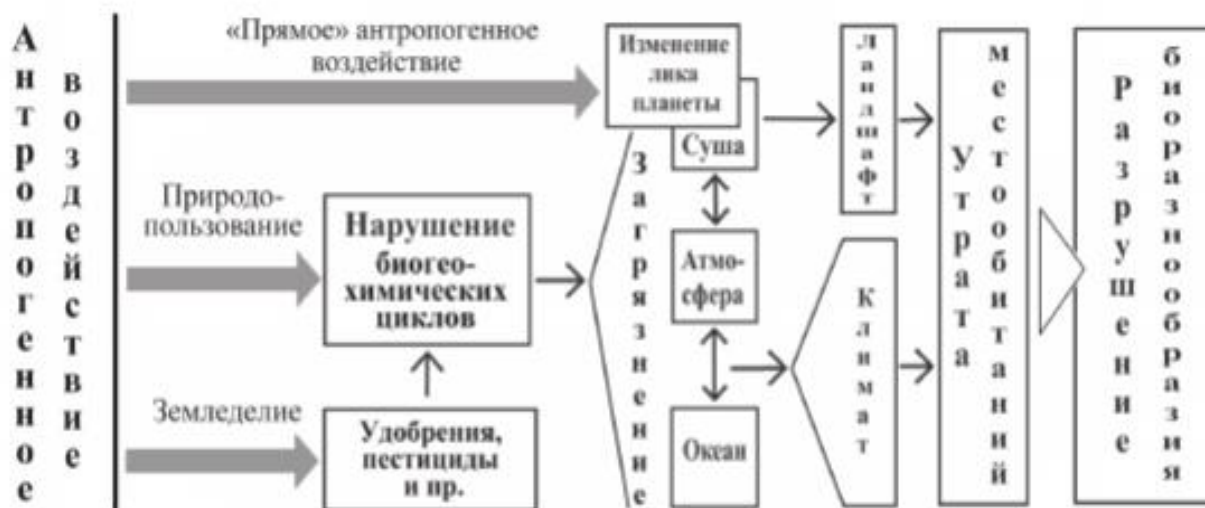 Антропогенное
воздействие
«Прямое» антропогенное
воздействие
Природо-
пользование
Земледелие
Нарушение
биогео-
химических
циклов
Удобрения,
пестициды
и пр.
Изменение
лика
планеты
Суша
Загрязнение
Атмо-
сфера
Океан
Ландшафт
Климат
Утрата
местообитаний
Разрушение
биоразнообразия